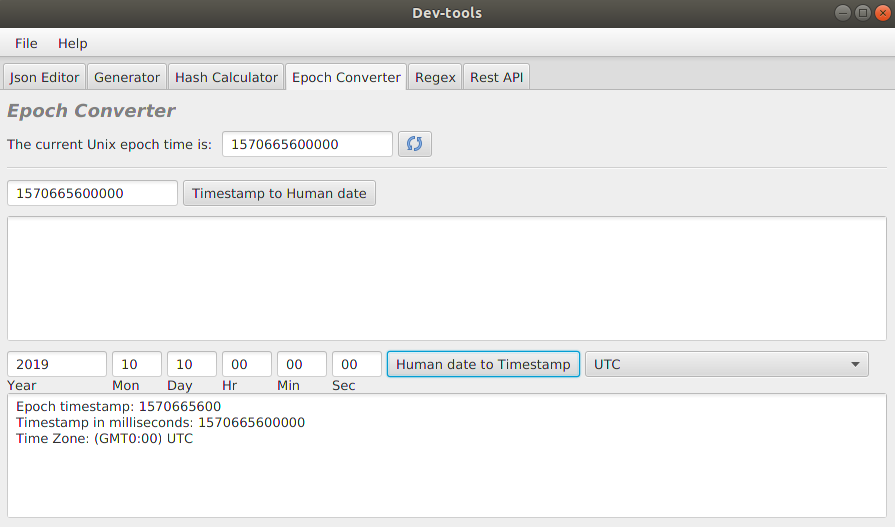 Dev-tools
File Help
Json Editor Generator Hash Calculator Epoch Converter Regex Rest API
Epoch Converter
The current Unix epoch time is: 1570665600000
1570665600000 Timestamp to Human date
2019 10 10 00 00 00 Human date to Timestamp UTC
Year Mon Day Hr Min Sec
Epoch timestamp: 1570665600
Timestamp in milliseconds: 1570665600000
Time Zone: (GMT0:00) UTC